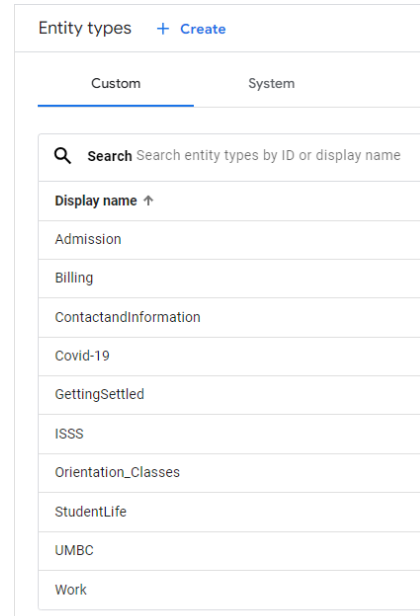 Entity types + Create
Custom System
Search Search entity types by ID or display name
Display name ↑
Admission
Billing
ContactandInformation
Covid-19
GettingSettled
ISSS
Orientation_Classes
StudentLife
UMBC
Work